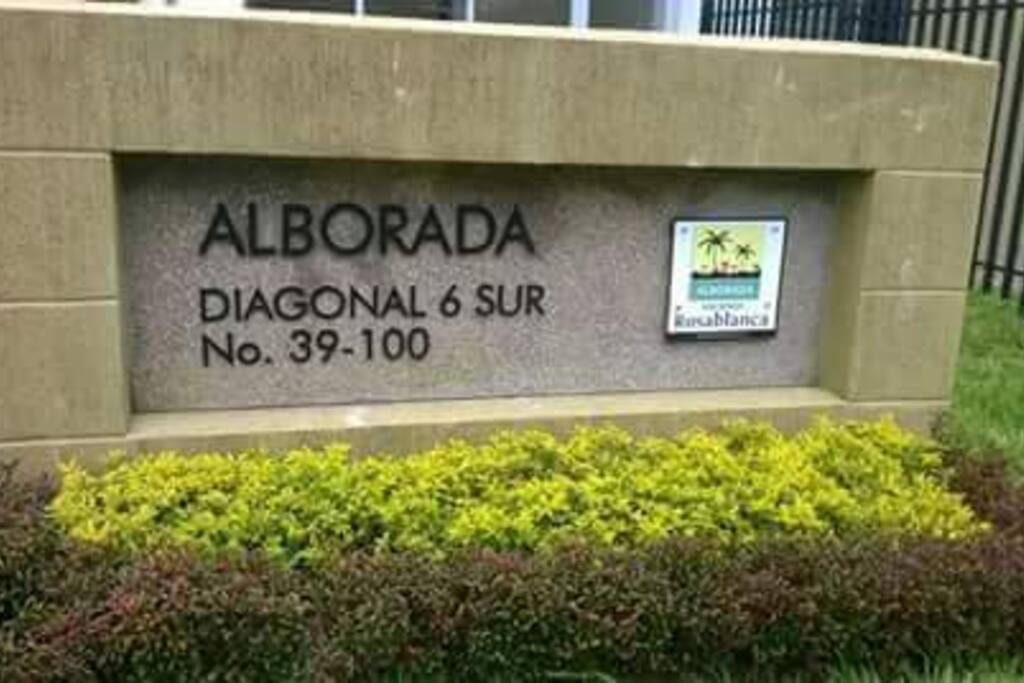 ALBORADA
DIAGONAL 6 SUR
No. 39-100
ALBORADA
Rosablanca